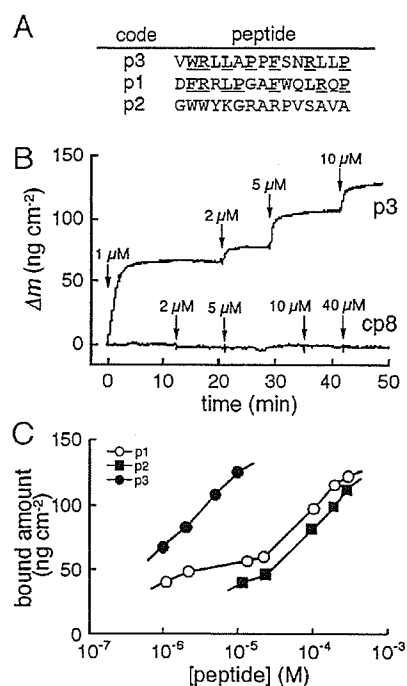 A
code peptide
p3 VWRLLAPPFSNRLLP
p1 DFRRLPGAFWQLRQP
p2 GWWYKGRARPVSAVA
B
150
100
50
0
Δm (ng cm⁻²)
1 μM
2 μM
5 μM
10 μM
p3
2 μM
5 μM
10 μM
40 μM
cp8
0 10 20 30 40 50
time (min)
C
150
100
50
0
bound amount
(ng cm⁻²)
p1
p2
p3
10⁻⁷ 10⁻⁶ 10⁻⁵ 10⁻⁴ 10⁻³
[peptide] (M)